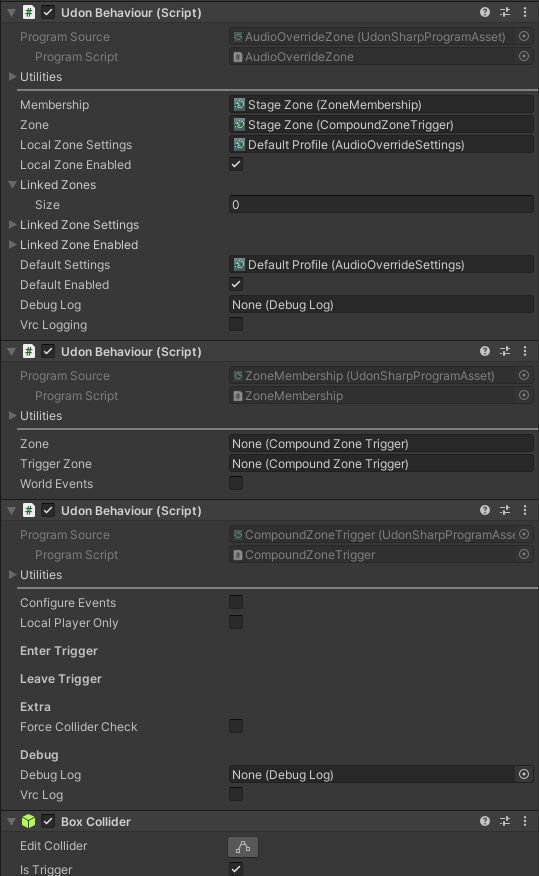 Udon Behaviour (Script)
Program Source AudioOverrideZone (UdonSharpProgramAsset)
Program Script AudioOverrideZone
Utilities
Membership Stage Zone (ZoneMembership)
Zone Stage Zone (CompoundZoneTrigger)
Local Zone Settings Default Profile (AudioOverrideSettings)
Local Zone Enabled
Linked Zones
Size 0
Linked Zone Settings
Linked Zone Enabled
Default Settings Default Profile (AudioOverrideSettings)
Default Enabled
Debug Log None (Debug Log)
Vrc Logging
Udon Behaviour (Script)
Program Source ZoneMembership (UdonSharpProgramAsset)
Program Script ZoneMembership
Utilities
Zone None (Compound Zone Trigger)
Trigger Zone None (Compound Zone Trigger)
World Events
Udon Behaviour (Script)
Program Source CompoundZoneTrigger (UdonSharpProgramAsse
Program Script CompoundZoneTrigger
Utilities
Configure Events
Local Player Only
Enter Trigger
Leave Trigger
Extra
Force Collider Check
Debug
Debug Log None (Debug Log)
Vrc Log
Box Collider
Edit Collider
Is Trigger